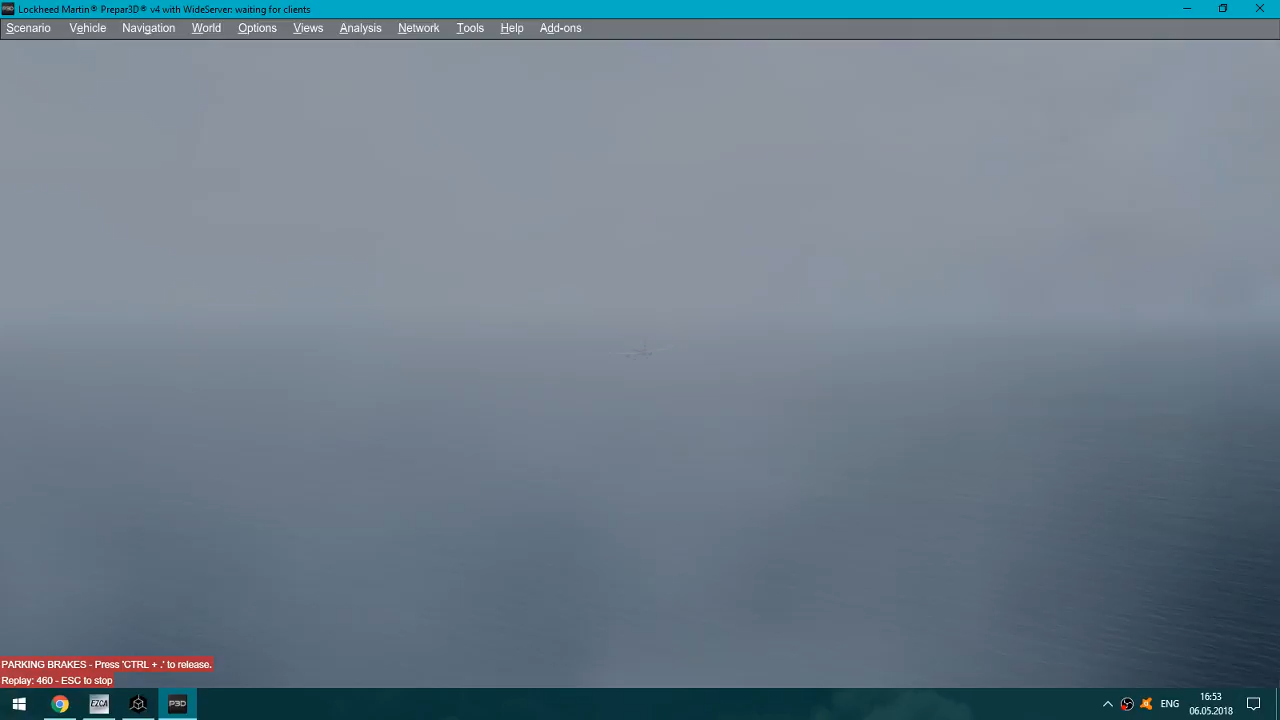 Lockheed Martin® Prepar3D® v4 with WideServer: waiting for clients
Scenario Vehicle Navigation World Options Views Analysis Network Tools Help Add-ons
PARKING BRAKES - Press 'CTRL + .' to release.
Replay: 460 - ESC to stop
EZCA P3D ENG 16:53
06.05.2018